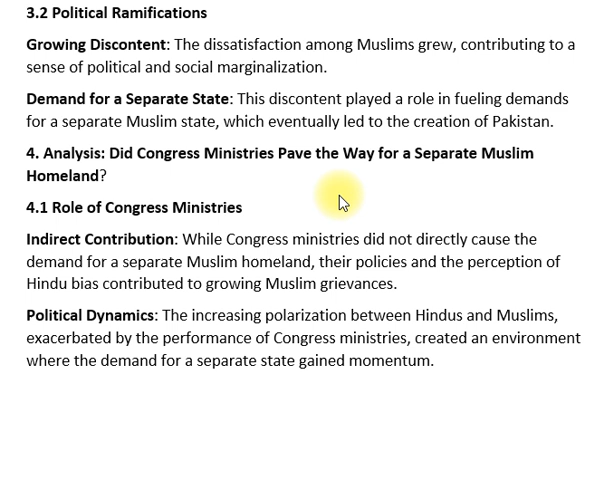 3.2 Political Ramifications
Growing Discontent: The dissatisfaction among Muslims grew, contributing to a
sense of political and social marginalization.
Demand for a Separate State: This discontent played a role in fueling demands
for a separate Muslim state, which eventually led to the creation of Pakistan.
4. Analysis: Did Congress Ministries Pave the Way for a Separate Muslim
Homeland?
4.1 Role of Congress Ministries
Indirect Contribution: While Congress ministries did not directly cause the
demand for a separate Muslim homeland, their policies and the perception of
Hindu bias contributed to growing Muslim grievances.
Political Dynamics: The increasing polarization between Hindus and Muslims,
exacerbated by the performance of Congress ministries, created an environment
where the demand for a separate state gained momentum.